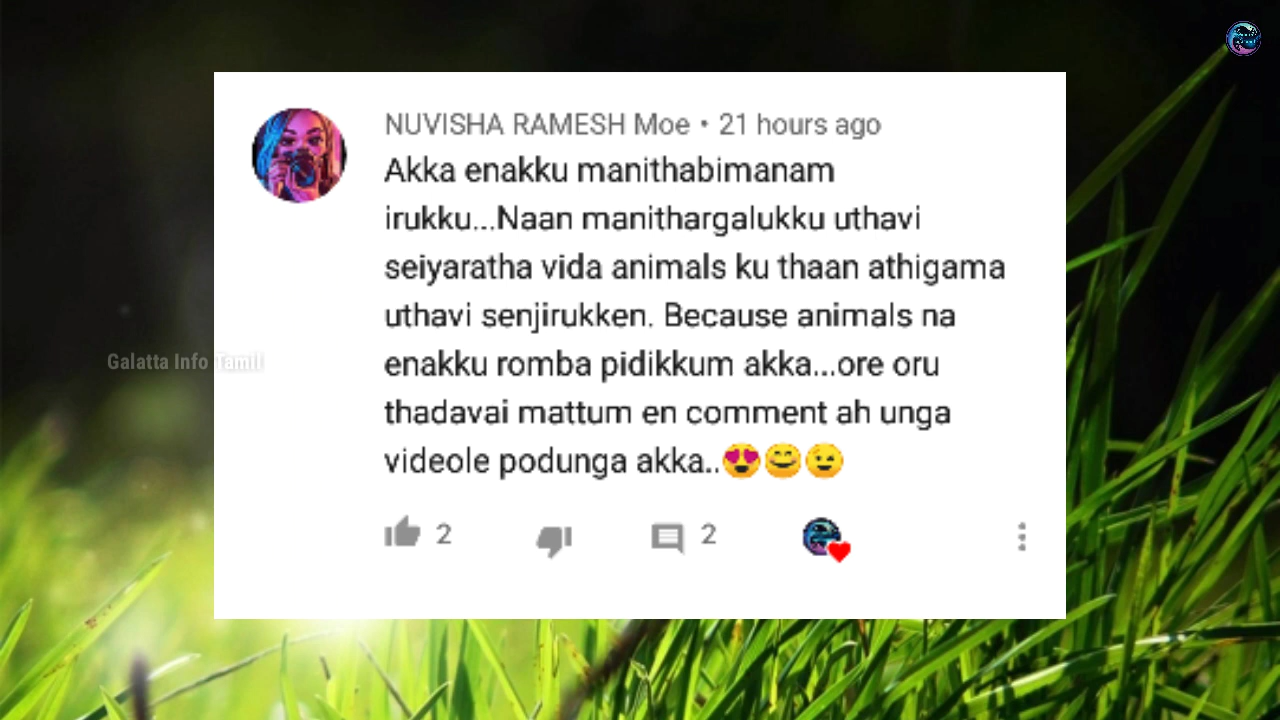 NUVISHA RAMESH Moe • 21 hours ago
Akka enakku manithabimanam
irukku...Naan manithargalukku uthavi
seiyaratha vida animals ku thaan athigama
uthavi senjirukken. Because animals na
enakku romba pidikkum akka...ore oru
thadavai mattum en comment ah unga
videole podunga akka..😍😄😉
2 2
Galatta Info Tamil